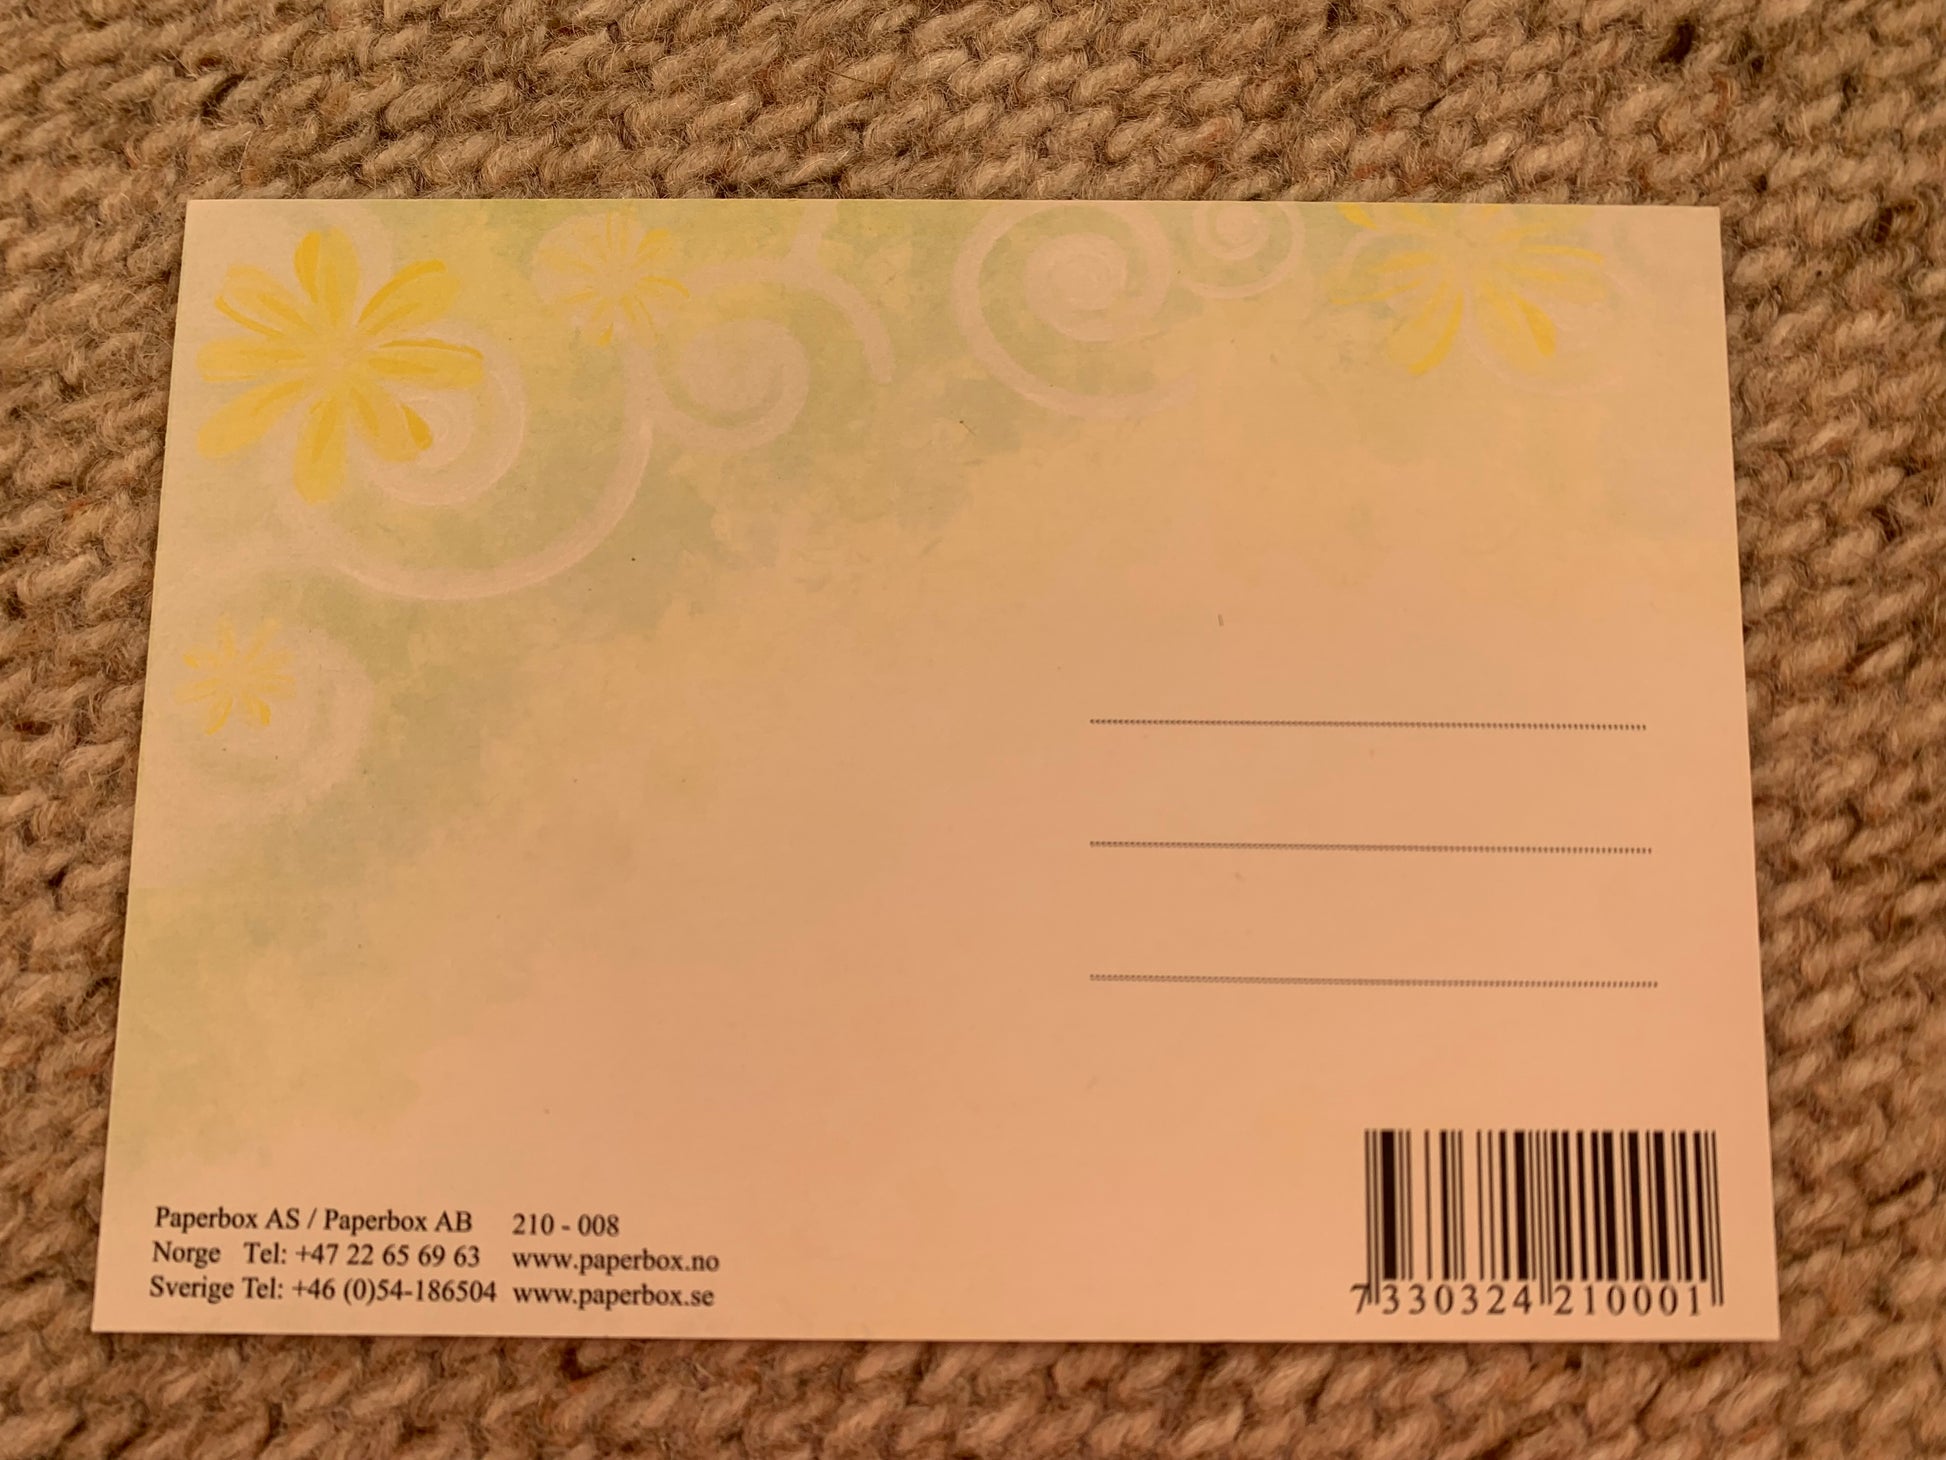 Paperbox AS / Paperbox AB 210 - 008
Norge Tel: +47 22 65 69 63 www.paperbox.no
Sverige Tel: +46 (0)54-186504 www.paperbox.se
7 330324 210001